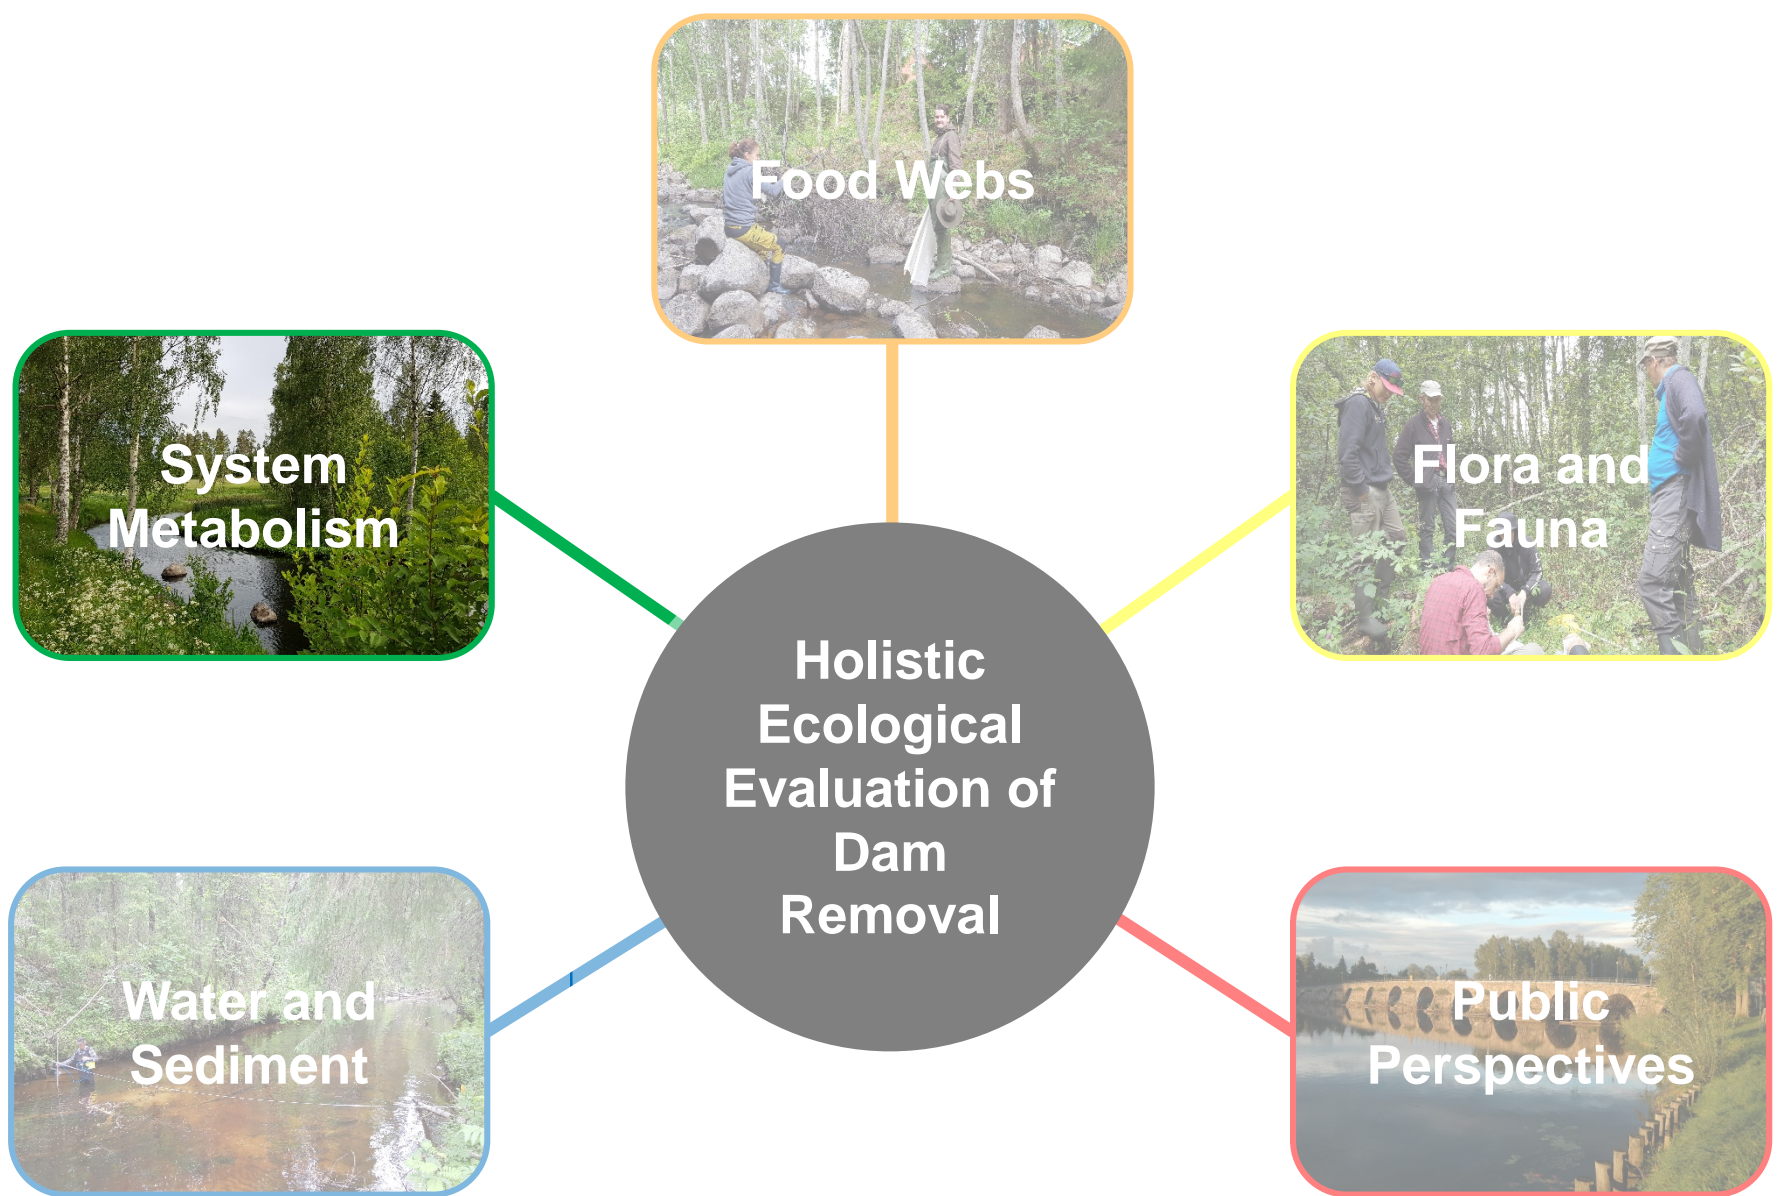 Food Webs
System
Metabolism
Flora and
Fauna
Holistic
Ecological
Evaluation of
Dam
Removal
Water and
Sediment
Public
Perspectives